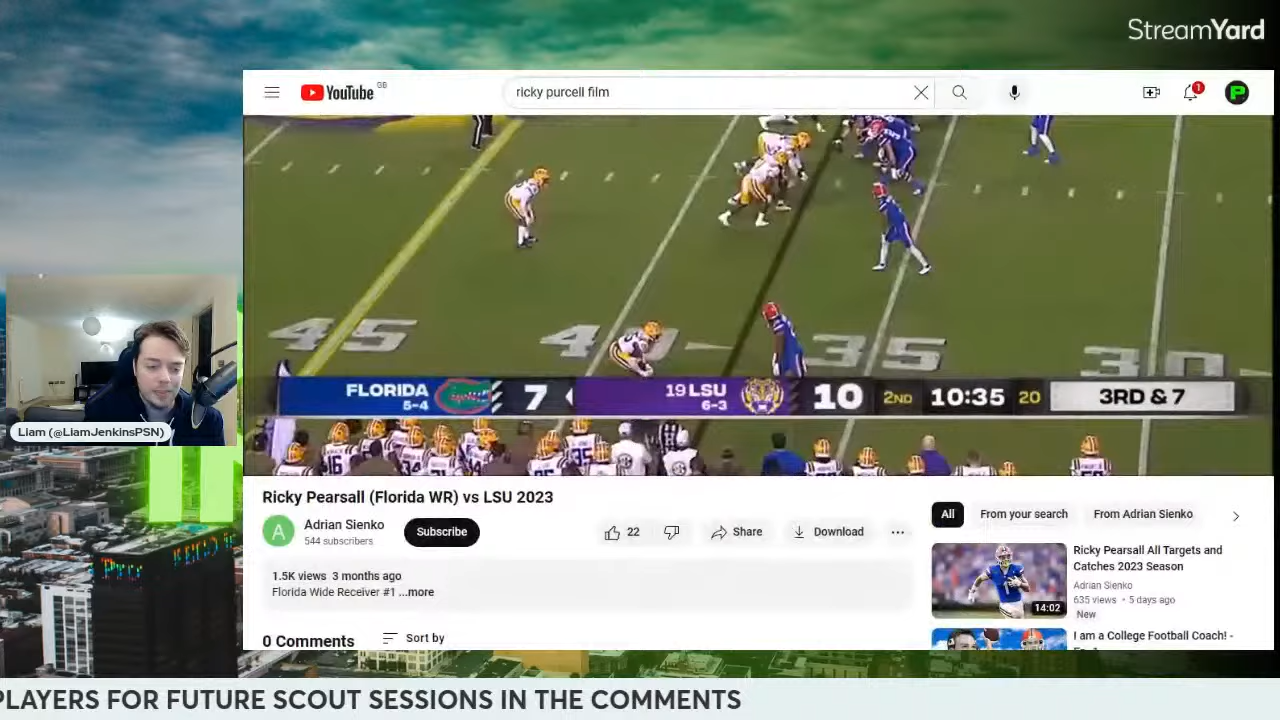 StreamYard
YouTube GB
ricky purcell film
1
P
45
40
35
30
FLORIDA
5-4
7
19 LSU
6-3
10
2ND
10:35
20
3RD & 7
16
34
35
Liam (@LiamJenkinsPSN)
Ricky Pearsall (Florida WR) vs LSU 2023
A
Adrian Sienko
544 subscribers
Subscribe
22
Share
Download
1.5K views 3 months ago
Florida Wide Receiver #1 ...more
0 Comments
Sort by
All
From your search
From Adrian Sienko
Ricky Pearsall All Targets and
Catches 2023 Season
Adrian Sienko
635 views • 5 days ago
New
14:02
I am a College Football Coach! -
PLAYERS FOR FUTURE SCOUT SESSIONS IN THE COMMENTS